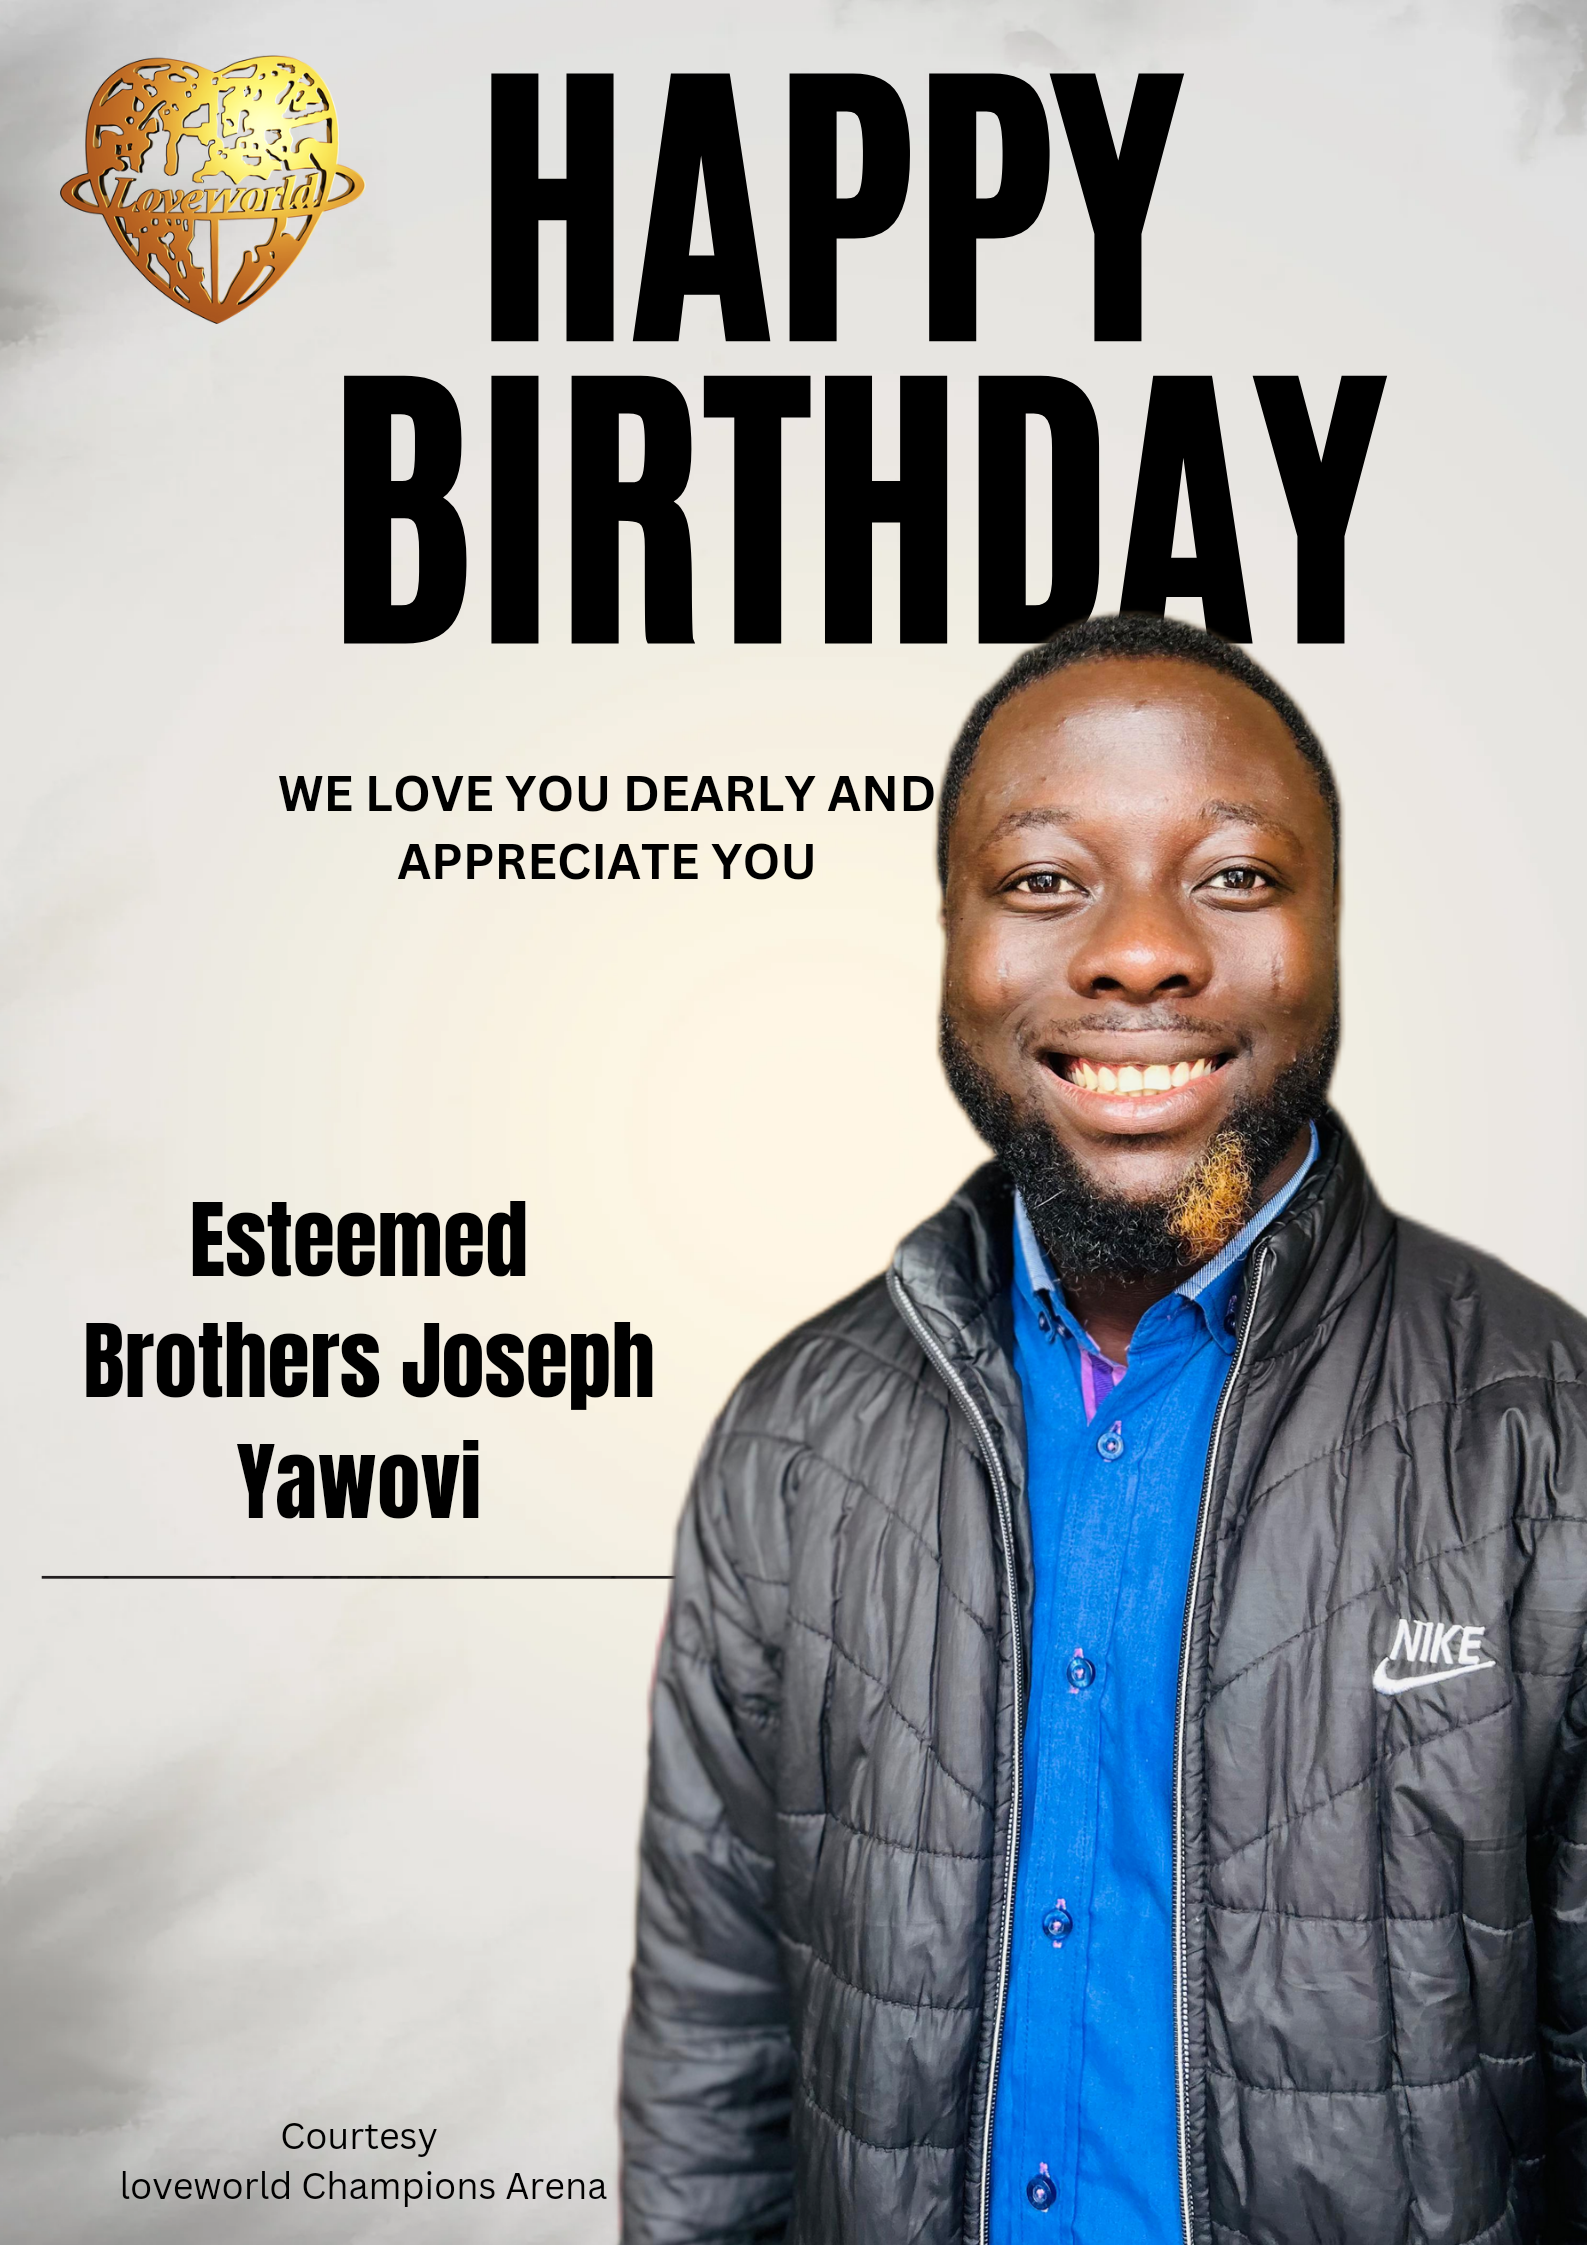 Loveworld
HAPPY
BIRTHDAY
WE LOVE YOU DEARLY AND
APPRECIATE YOU
Esteemed
Brothers Joseph
Yawovi
NIKE
Courtesy
loveworld Champions Arena